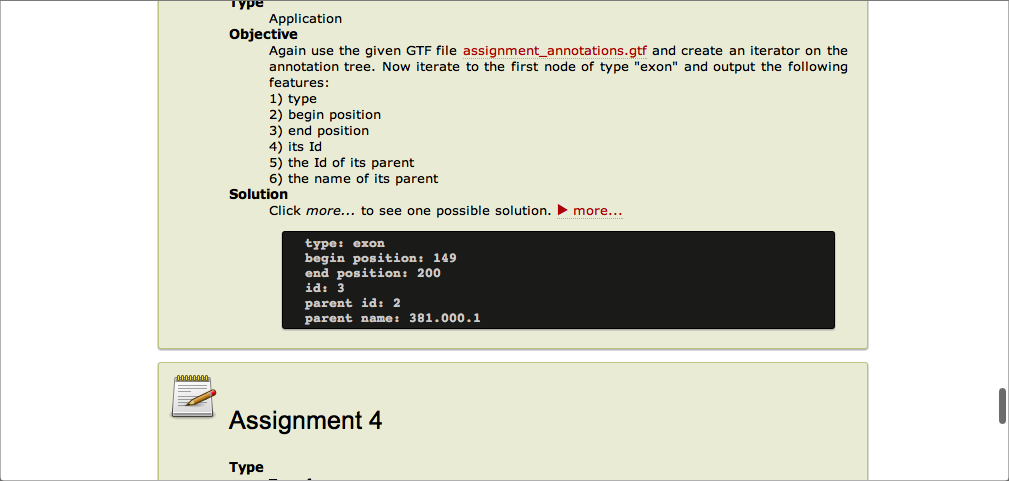 Type
Application
Objective
Again use the given GTF file assignment_annotations.gtf and create an iterator on the
annotation tree. Now iterate to the first node of type "exon" and output the following
features:
1) type
2) begin position
3) end position
4) its Id
5) the Id of its parent
6) the name of its parent
Solution
Click more... to see one possible solution. ▶ more...
type: exon
begin position: 149
end position: 200
id: 3
parent id: 2
parent name: 381.000.1
Assignment 4
Type